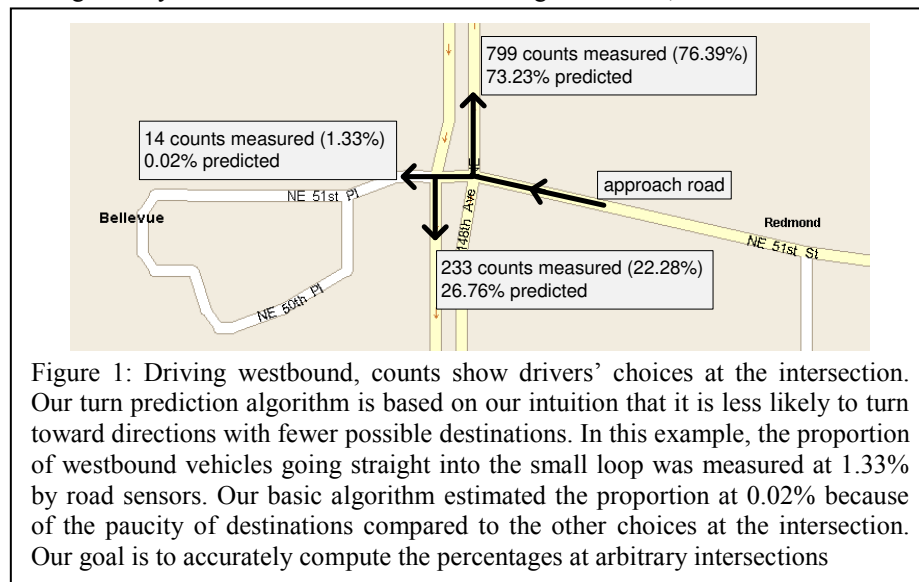 799 counts measured (76.39%)
73.23% predicted
14 counts measured (1.33%)
0.02% predicted
approach road
NE 51st Pl
Bellevue
148th Ave
NE
Redmond
NE 51st St
233 counts measured (22.28%)
26.76% predicted
NE 50th Pl
Figure 1: Driving westbound, counts show drivers’ choices at the intersection.
Our turn prediction algorithm is based on our intuition that it is less likely to turn
toward directions with fewer possible destinations. In this example, the proportion
of westbound vehicles going straight into the small loop was measured at 1.33%
by road sensors. Our basic algorithm estimated the proportion at 0.02% because
of the paucity of destinations compared to the other choices at the intersection.
Our goal is to accurately compute the percentages at arbitrary intersections